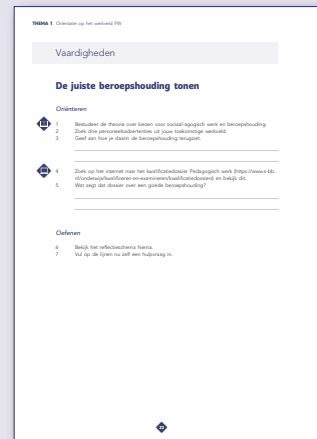 THEMA 1 Oriëntatie op het werkveld PW
Vaardigheden
De juiste beroepshouding tonen
Oriënteren
1 Bestudeer de theorie over kiezen voor sociaal-agogisch werk en beroepshouding.
2 Zoek drie personeelsadvertenties uit jouw toekomstige werkveld.
3 Geef aan hoe je daarin de beroepshouding terugziet.
4 Zoek op het internet naar het kwalificatiedossier Pedagogisch werk (https://www.s-bb.
nl/onderwijs/kwalificeren-en-examineren/kwalificatiedossiers) en bekijk dit.
5 Wat zegt dat dossier over een goede beroepshouding?
Oefenen
6 Bekijk het reflectieschema hierna.
7 Vul op de lijnen nu zelf een hulpvraag in.